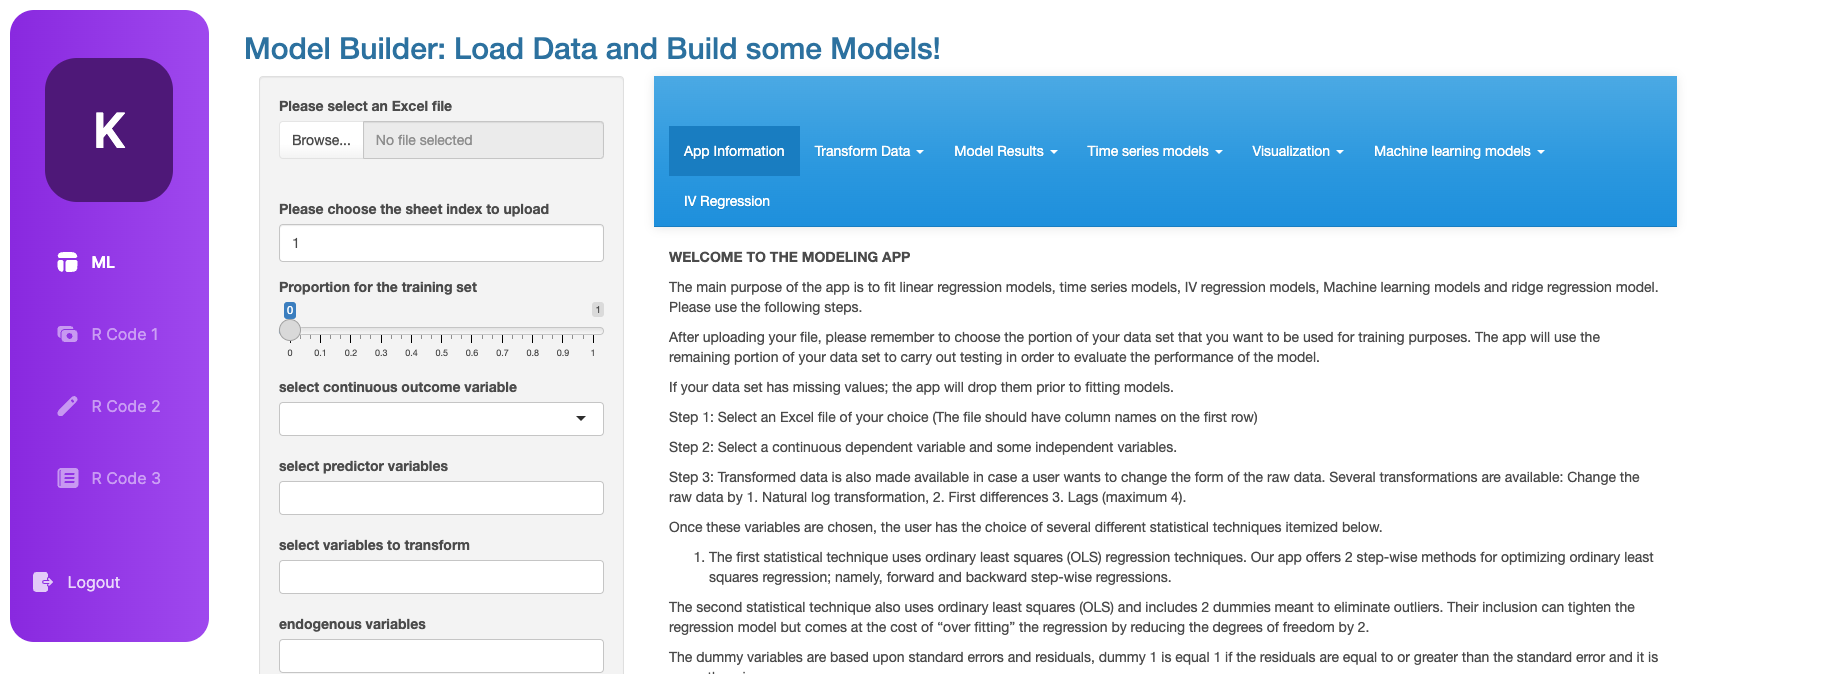 K
ML
R Code 1
R Code 2
R Code 3
Logout
Model Builder: Load Data and Build some Models!
Please select an Excel file
Browse... No file selected
Please choose the sheet index to upload
1
Proportion for the training set
0 1
0 0.1 0.2 0.3 0.4 0.5 0.6 0.7 0.8 0.9 1
select continuous outcome variable
select predictor variables
select variables to transform
endogenous variables
App Information Transform Data Model Results Time series models Visualization Machine learning models
IV Regression
WELCOME TO THE MODELING APP
The main purpose of the app is to fit linear regression models, time series models, IV regression models, Machine learning models and ridge regression model.
Please use the following steps.
After uploading your file, please remember to choose the portion of your data set that you want to be used for training purposes. The app will use the
remaining portion of your data set to carry out testing in order to evaluate the performance of the model.
If your data set has missing values; the app will drop them prior to fitting models.
Step 1: Select an Excel file of your choice (The file should have column names on the first row)
Step 2: Select a continuous dependent variable and some independent variables.
Step 3: Transformed data is also made available in case a user wants to change the form of the raw data. Several transformations are available: Change the
raw data by 1. Natural log transformation, 2. First differences 3. Lags (maximum 4).
Once these variables are chosen, the user has the choice of several different statistical techniques itemized below.
1. The first statistical technique uses ordinary least squares (OLS) regression techniques. Our app offers 2 step-wise methods for optimizing ordinary least
squares regression; namely, forward and backward step-wise regressions.
The second statistical technique also uses ordinary least squares (OLS) and includes 2 dummies meant to eliminate outliers. Their inclusion can tighten the
regression model but comes at the cost of “over fitting” the regression by reducing the degrees of freedom by 2.
The dummy variables are based upon standard errors and residuals, dummy 1 is equal 1 if the residuals are equal to or greater than the standard error and it is